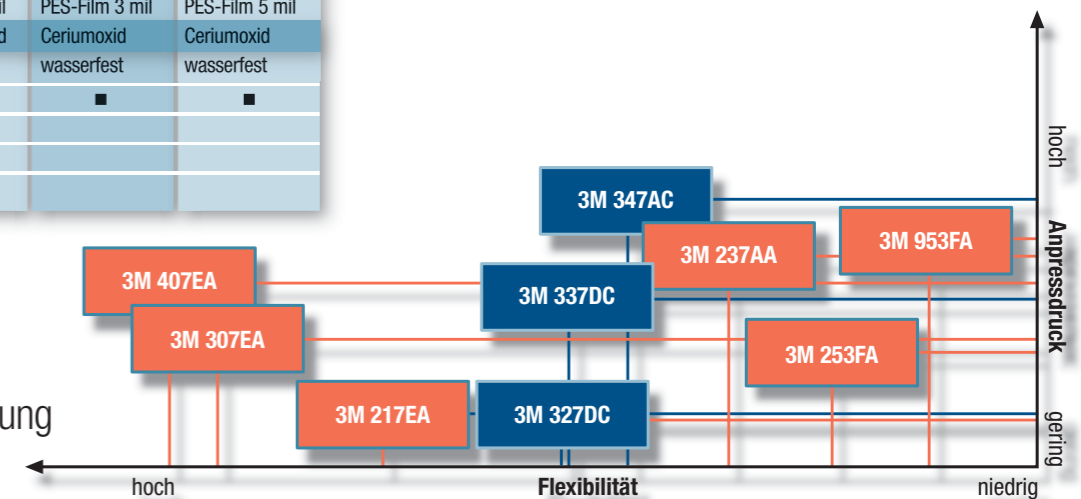 PES-Film 3 mil PES-Film 5 mil
Ceriumoxid Ceriumoxid
wasserfest wasserfest
■ ■
hoch
3M 347AC
Anpressdruck
3M 953FA
3M 237AA
3M 407EA
3M 337DC
3M 307EA
3M 253FA
3M 217EA
3M 327DC
gering
hoch
Flexibilität
niedrig